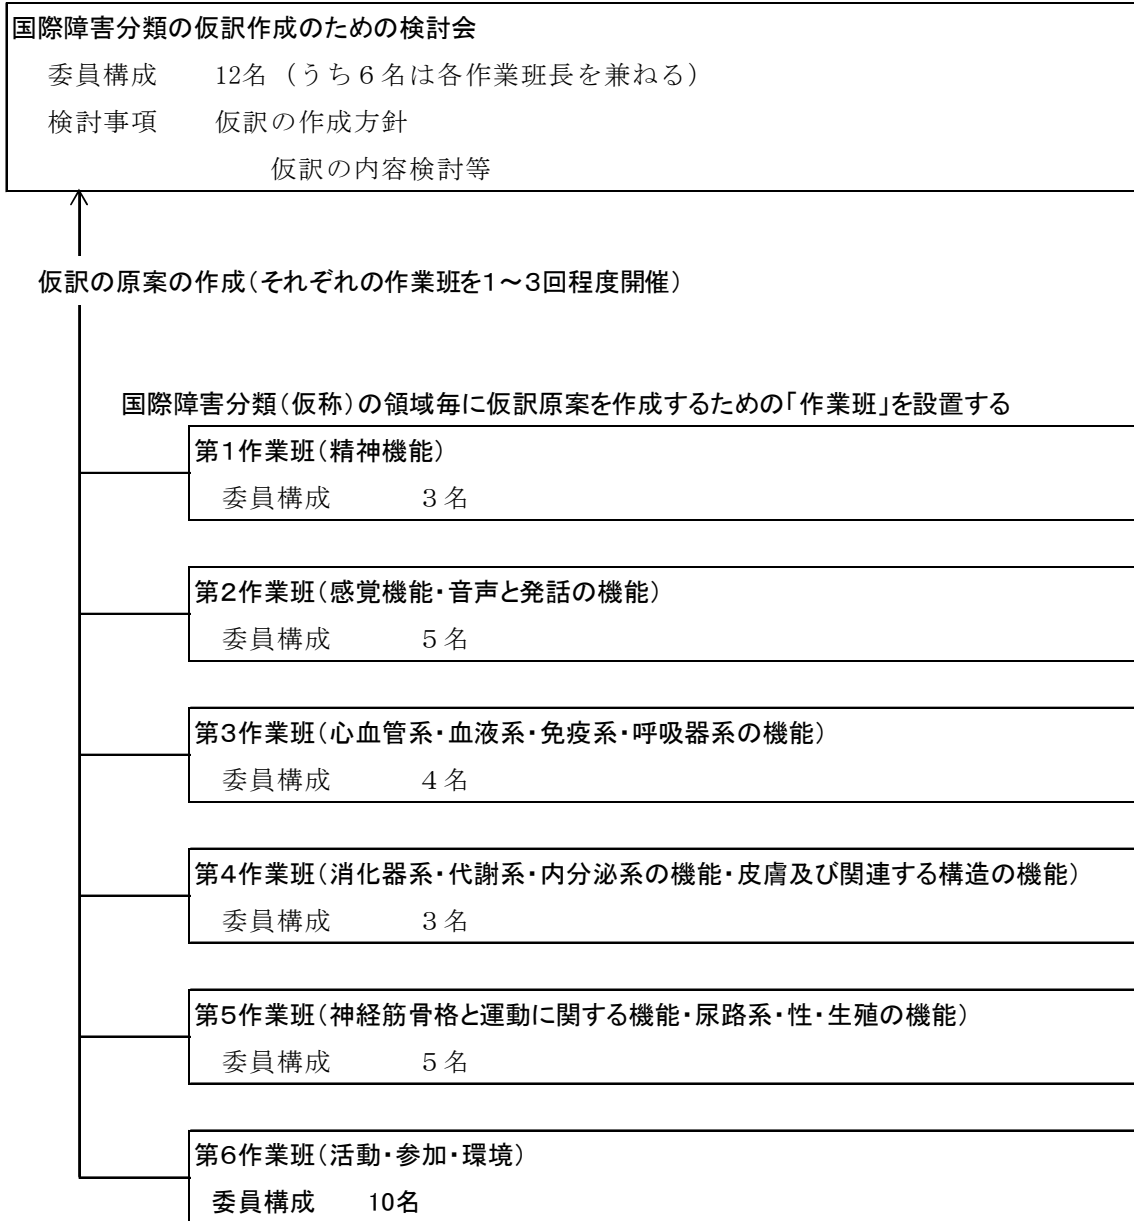 国際障害分類の仮訳作成のための検討会
委員構成　　12名（うち６名は各作業班長を兼ねる）
検討事項　　仮訳の作成方針
仮訳の内容検討等
仮訳の原案の作成（それぞれの作業班を１～３回程度開催）
国際障害分類（仮称）の領域毎に仮訳原案を作成するための「作業班」を設置する
第１作業班（精神機能）
委員構成　　３名
第２作業班（感覚機能・音声と発話の機能）
委員構成　　５名
第３作業班（心血管系・血液系・免疫系・呼吸器系の機能）
委員構成　　４名
第４作業班（消化器系・代謝系・内分泌系の機能・皮膚及び関連する構造の機能）
委員構成　　３名
第５作業班（神経筋骨格と運動に関する機能・尿路系・性・生殖の機能）
委員構成　　５名
第６作業班（活動・参加・環境）
委員構成　　10名